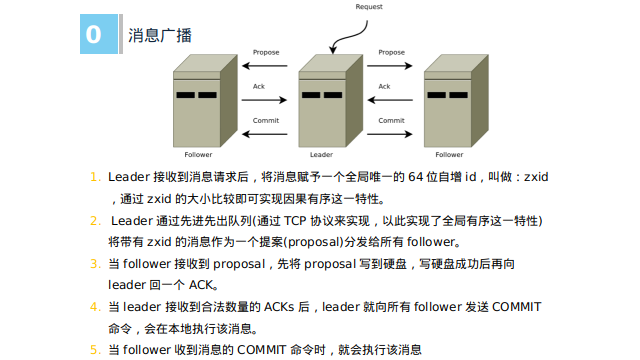 Request
0 消息广播
Propose Propose
Ack Ack
Commit Commit
Follower Leader Follower
1. Leader 接收到消息请求后，将消息赋予一个全局唯一的 64 位自增 id，叫做：zxid
，通过 zxid 的大小比较即可实现因果有序这一特性。
2. Leader 通过先进先出队列(通过 TCP 协议来实现，以此实现了全局有序这一特性)
将带有 zxid 的消息作为一个提案(proposal)分发给所有 follower。
3. 当 follower 接收到 proposal，先将 proposal 写到硬盘，写硬盘成功后再向
leader 回一个 ACK。
4. 当 leader 接收到合法数量的 ACKs 后，leader 就向所有 follower 发送 COMMIT
命令，会在本地执行该消息。
5. 当 follower 收到消息的 COMMIT 命令时，就会执行该消息